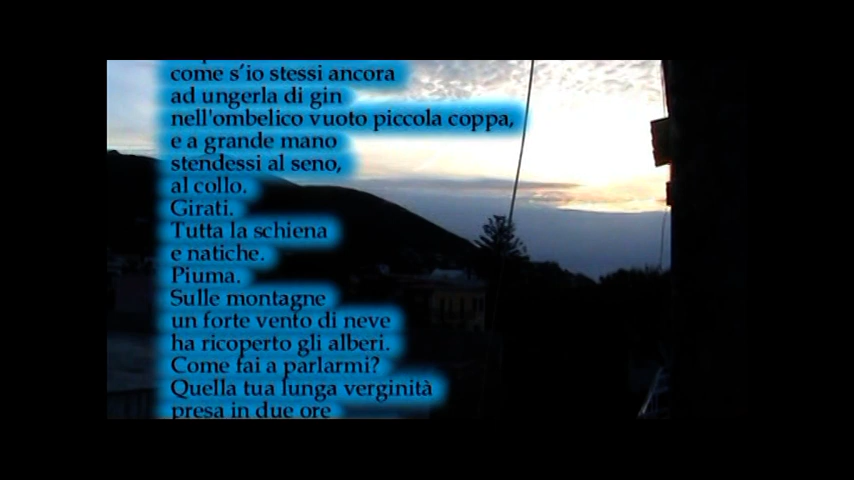 come s’io stessi ancora
ad ungerla di gin
nell'ombelico vuoto piccola coppa,
e a grande mano
stendessi al seno,
al collo.
Girati.
Tutta la schiena
e natiche.
Piuma.
Sulle montagne
un forte vento di neve
ha ricoperto gli alberi.
Come fai a parlarmi?
Quella tua lunga verginità
presa in due ore